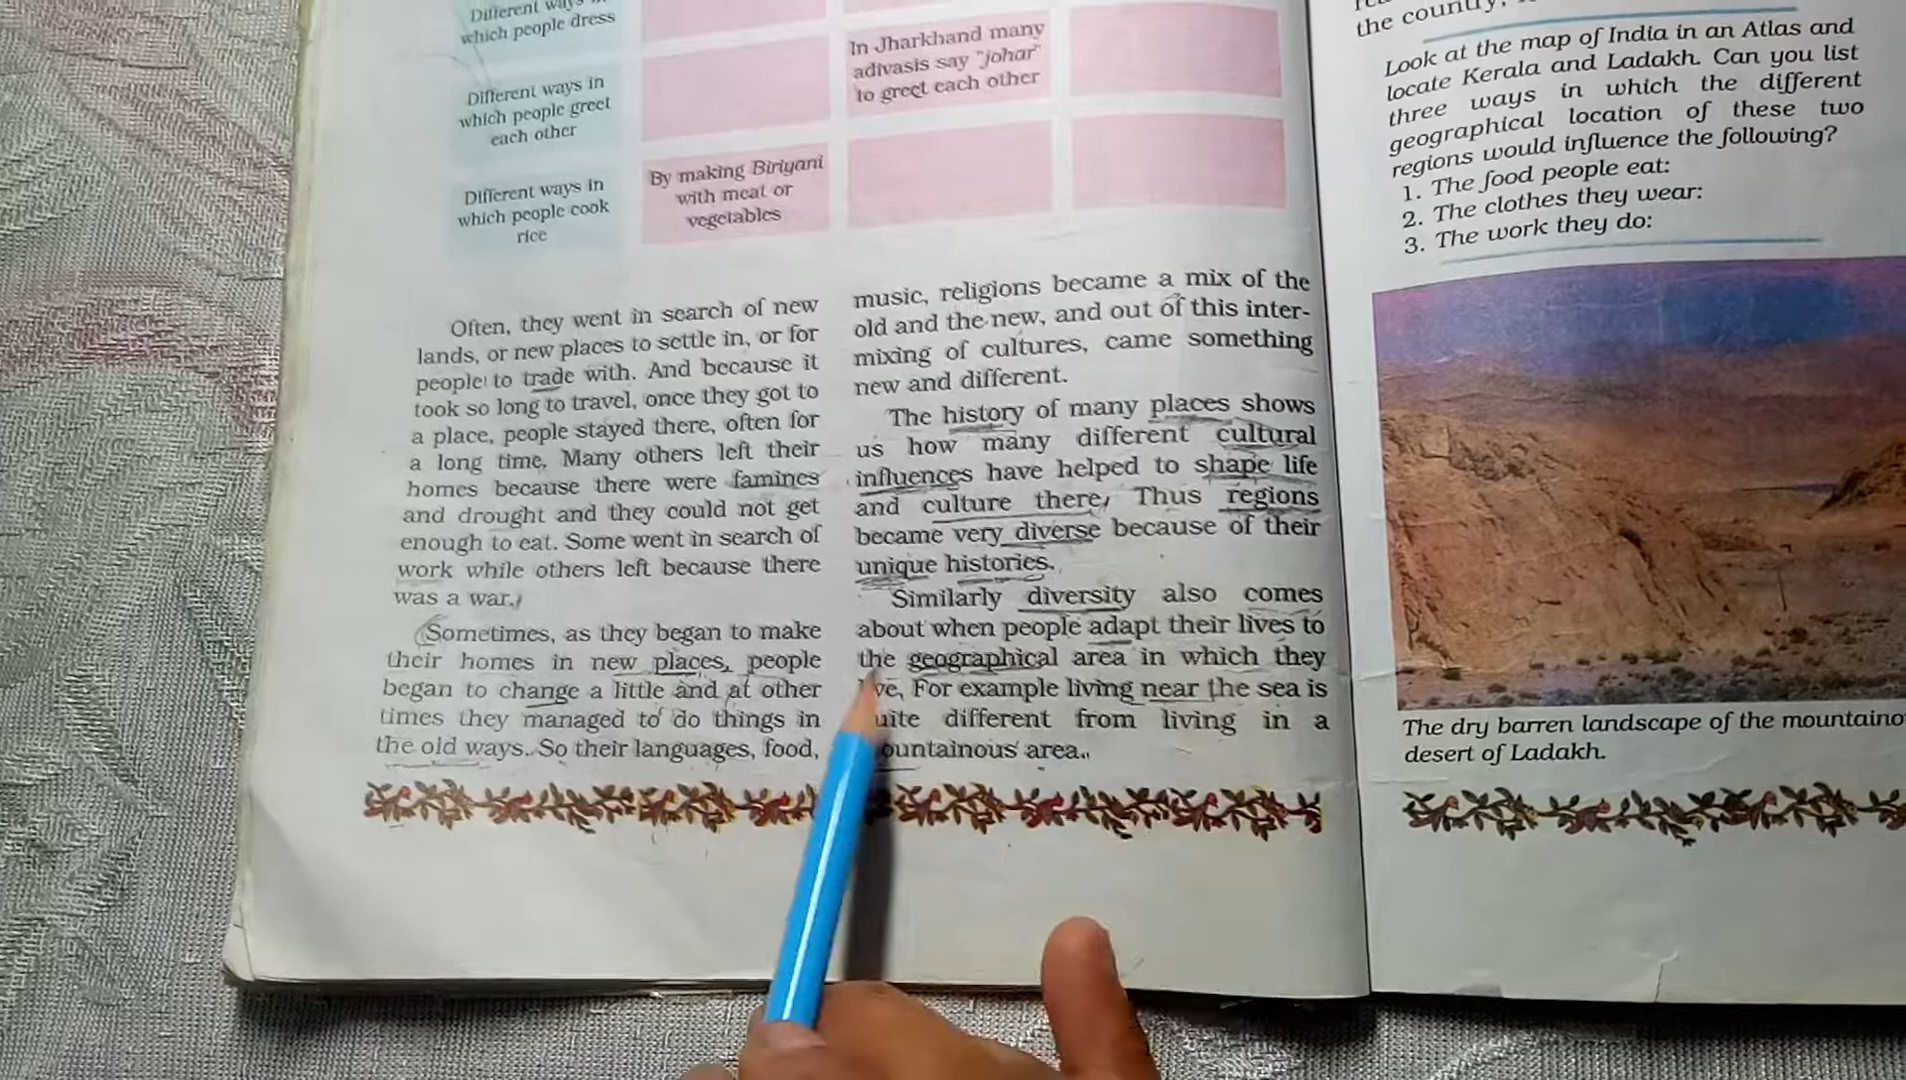 Different ways in
which people dress
Different ways in
which people greet
each other
In Jharkhand many
adivasis say "johar"
to greet each other
Different ways in
which people cook
rice
By making Biriyani
with meat or
vegetables
Often, they went in search of new
lands, or new places to settle in, or for
people to trade with. And because it
took so long to travel, once they got to
a place, people stayed there, often for
a long time. Many others left their
homes because there were famines
and drought and they could not get
enough to eat. Some went in search of
work while others left because there
was a war.
Sometimes, as they began to make
their homes in new places, people
began to change a little and at other
times they managed to do things in
the old ways. So their languages, food,
music, religions became a mix of the
old and the new, and out of this inter-
mixing of cultures, came something
new and different.
The history of many places shows
us how many different cultural
influences have helped to shape life
and culture there. Thus regions
became very diverse because of their
unique histories.
Similarly diversity also comes
about when people adapt their lives to
the geographical area in which they
For example living near the sea is
different from living in a
area.
the country,
Look at the map of India in an Atlas and
locate Kerala and Ladakh. Can you list
three ways in which the different
geographical location of these two
regions would influence the following?
1. The food people eat:
2. The clothes they wear:
3. The work they do:
The dry barren landscape of the
desert of Ladakh.